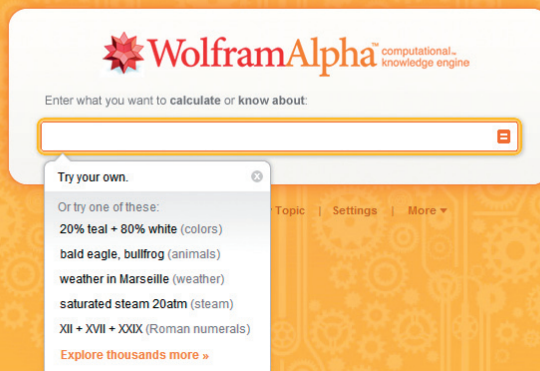 WolframAlpha™ computational
knowledge engine
Enter what you want to calculate or know about:
Try your own.
Or try one of these:
20% teal + 80% white (colors)
Topic | Settings | More
bald eagle, bullfrog (animals)
weather in Marseille (weather)
saturated steam 20atm (steam)
XII + XVII + XXIX (Roman numerals)
Explore thousands more »